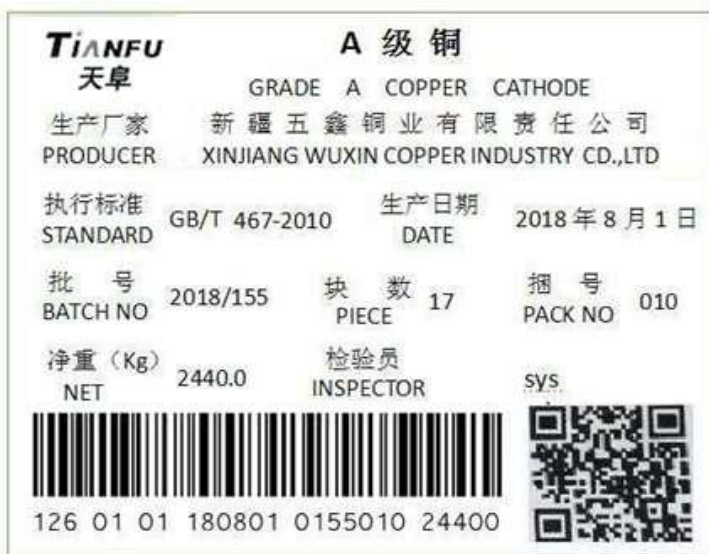 TiANFU
天阜
A 级 铜
GRADE A COPPER CATHODE
生产厂家 新疆五鑫铜业有限责任公司
PRODUCER XINJIANG WUXIN COPPER INDUSTRY CD.,LTD
执行标准 GB/T 467-2010 生产日期 2018年8月1日
STANDARD DATE
批 号 2018/155 块 数 17 捆 号 010
BATCH NO PIECE PACK NO
净重（Kg） 2440.0 检验员 sys
NET INSPECTOR
126 01 01 180801 0155010 24400